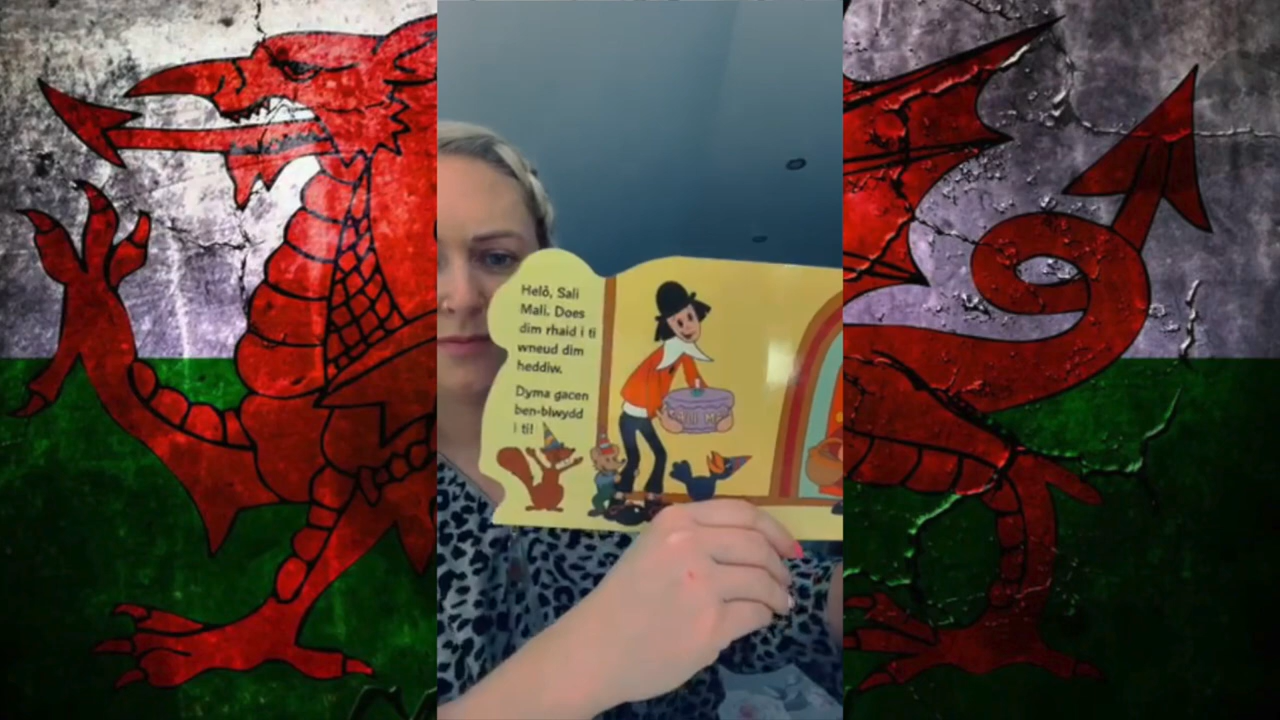 Helô, Sali
Mali. Does
dim rhaid i ti
wneud dim
heddiw.
Dyma gacen
ben-blwydd
i ti!